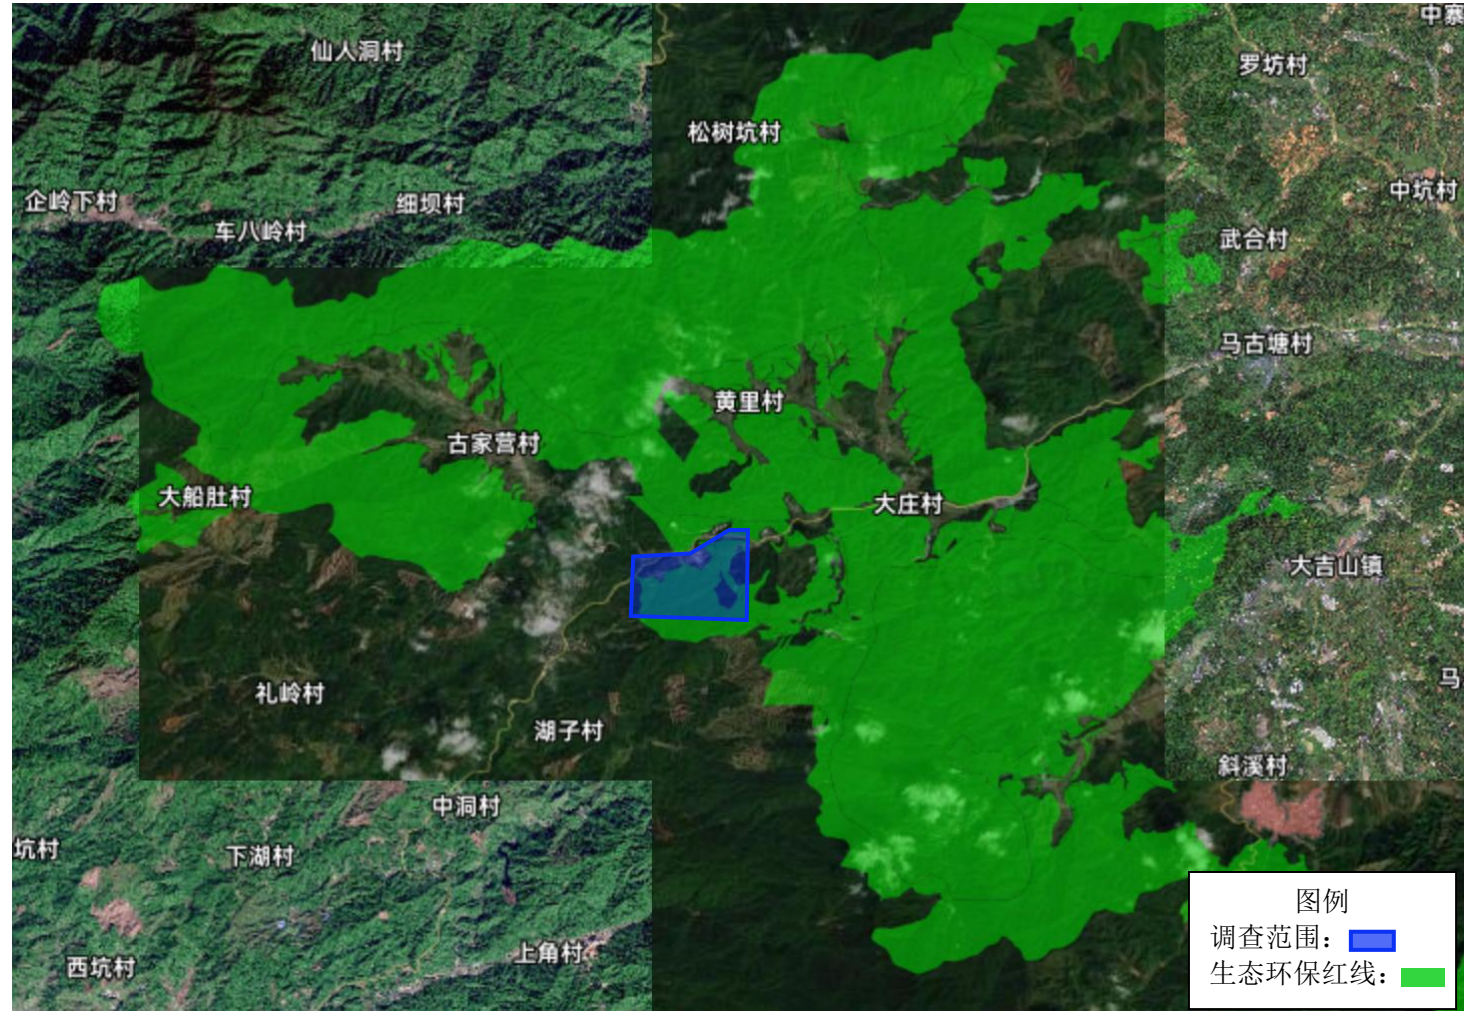 中寨
仙人洞村
罗坊村
松树坑村
中坑村
企岭下村
细坝村
车八岭村
武合村
马古塘村
黄里村
古家营村
大船肚村
大庄村
大吉山镇
马
礼岭村
湖子村
斜溪村
中洞村
坑村
下湖村
上角村
西坑村
图例
调查范围：
生态环保红线：